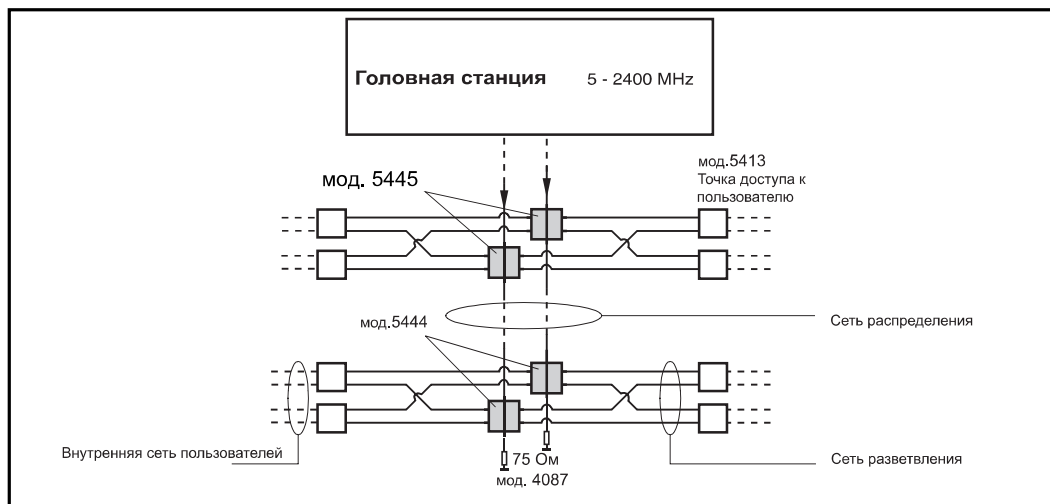 Головная станция 5 - 2400 MHz
мод.5413
Точка доступа к
пользователю
мод. 5445
мод.5444
Сеть распределения
Внутренняя сеть пользователей
75 Ом
мод. 4087
Сеть разветвления